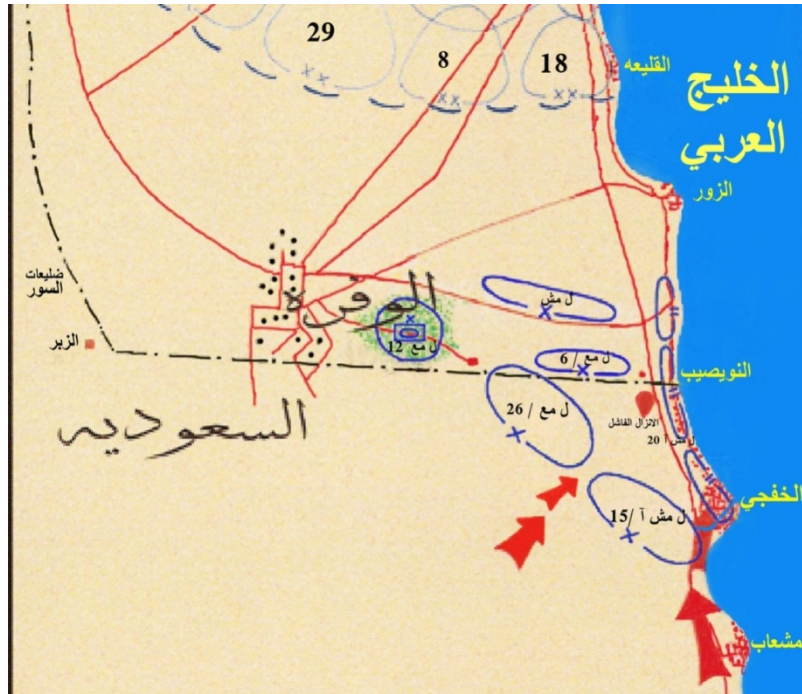 29
8
18
القليعه
الخليج
العربي
الزور
ضليعات
السور
الوفرة
ل مش
الزبر
ل مع 12
ل مع / 6
النويصيب
السعوديه
ل مع / 26
الانزال الفاشل
ل مش آ 20
الخفجي
ل مش آ /15
مشعاب